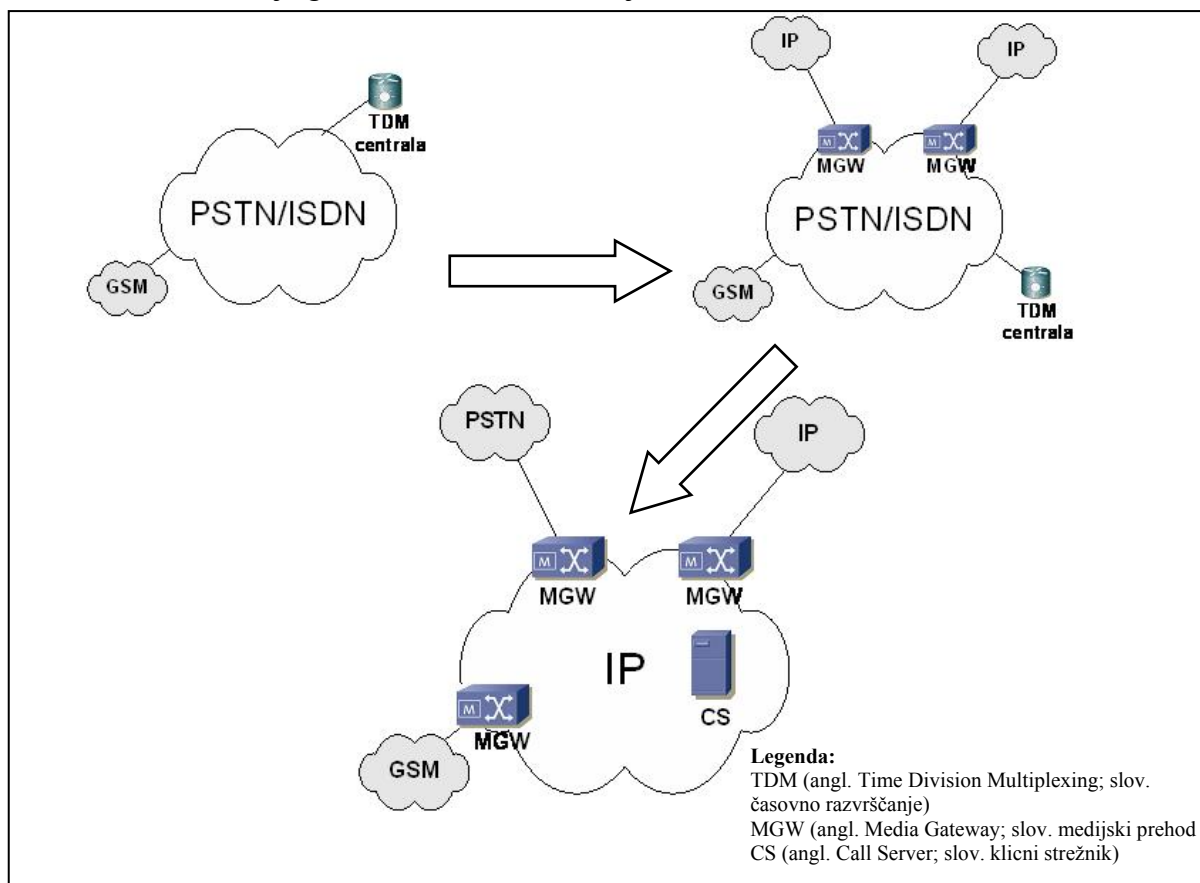 TDM
centrala
PSTN/ISDN
GSM
IP
IP
M
MGW
M
MGW
PSTN/ISDN
GSM
TDM
centrala
PSTN
IP
M
MGW
M
MGW
IP
CS
M
MGW
GSM
Legenda:
TDM (angl. Time Division Multiplexing; slov.
časovno razvrščanje)
MGW (angl. Media Gateway; slov. medijski prehod
CS (angl. Call Server; slov. klicni strežnik)